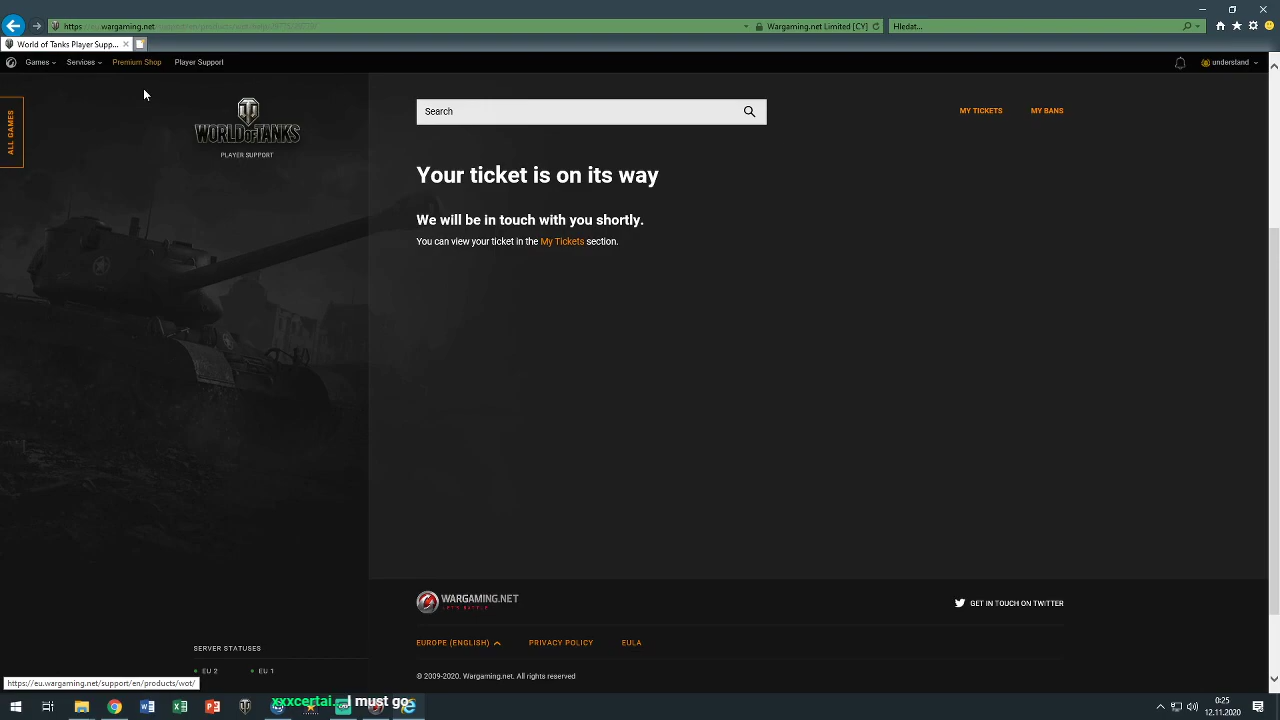 Wargaming.net Limited [CY]
Hledat...
World of Tanks Player Supp...
Games
Services
Premium Shop
Player Support
understand
ALL GAMES
WORLD OF TANKS
PLAYER SUPPORT
Search
MY TICKETS
MY BANS
Your ticket is on its way
We will be in touch with you shortly.
You can view your ticket in the My Tickets section.
WARGAMING.NET
LET'S BATTLE
GET IN TOUCH ON TWITTER
EUROPE (ENGLISH)
PRIVACY POLICY
EULA
SERVER STATUSES
EU 2
EU 1
© 2009-2020. Wargaming.net. All rights reserved
https://eu.wargaming.net/support/en/products/wot/
xxxcertai... I must go
0:25
12.11.2020